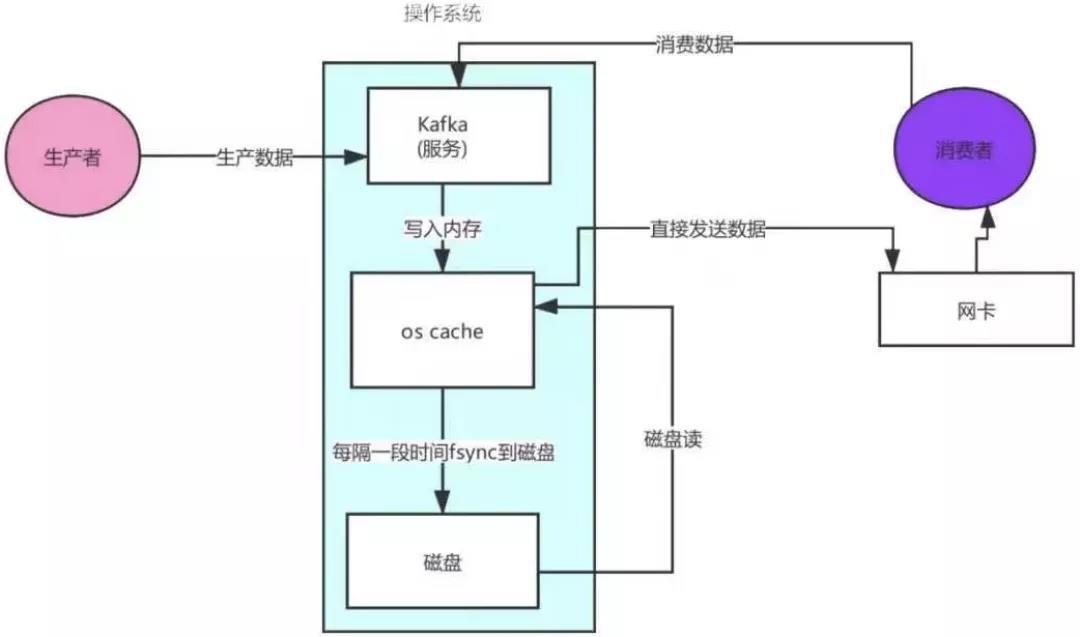 操作系统
消费数据
Kafka
(服务)
生产者
生产数据
消费者
写入内存
直接发送数据
网卡
os cache
磁盘读
每隔一段时间fsync到磁盘
磁盘